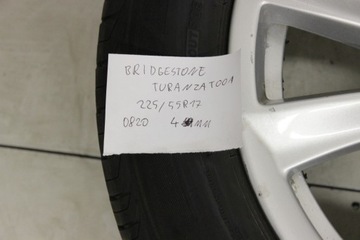 BRIDGESTONE
TURANZA T001
225/55R17
0820 4MM